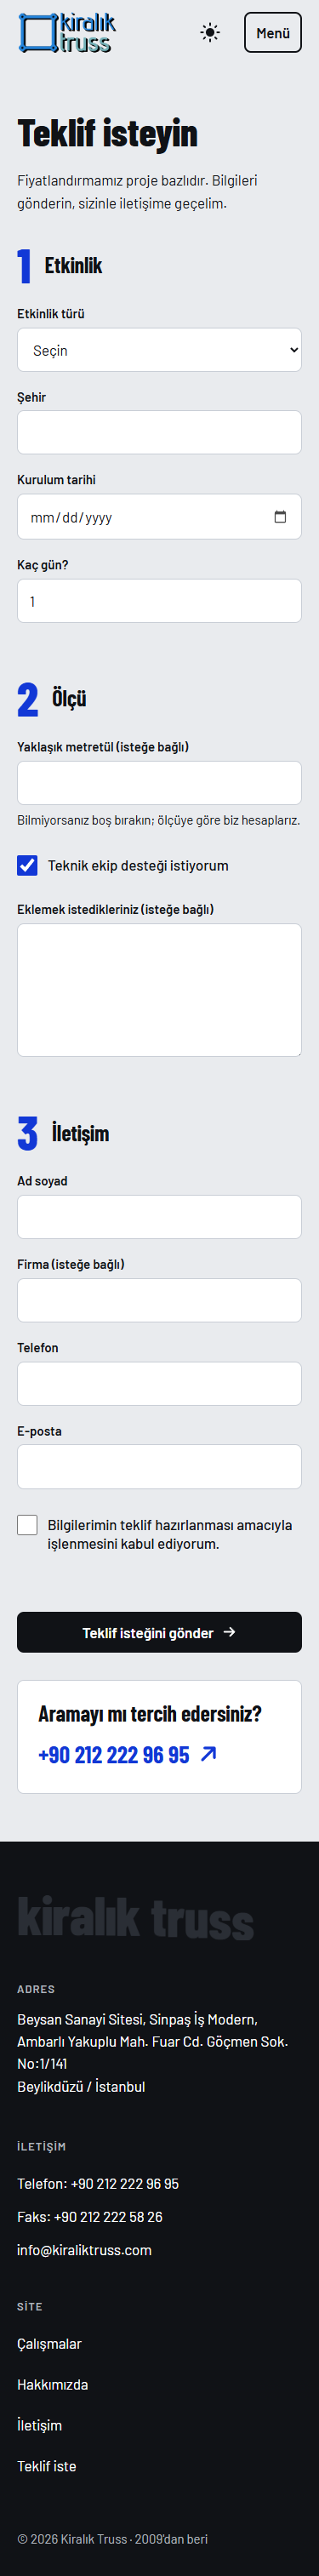 kiralık
truss
Menü
Teklif isteyin
Fiyatlandırmamız proje bazlıdır. Bilgileri
gönderin, sizinle iletişime geçelim.
1 Etkinlik
Etkinlik türü
Seçin
Şehir
Kurulum tarihi
mm/dd/yyyy
Kaç gün?
1
2 Ölçü
Yaklaşık metretül (isteğe bağlı)
Bilmiyorsanız boş bırakın; ölçüye göre biz hesaplarız.
Teknik ekip desteği istiyorum
Eklemek istedikleriniz (isteğe bağlı)
3 İletişim
Ad soyad
Firma (isteğe bağlı)
Telefon
E-posta
Bilgilerimin teklif hazırlanması amacıyla
işlenmesini kabul ediyorum.
Teklif isteğini gönder →
Aramayı mı tercih edersiniz?
+90 212 222 96 95
kiralık truss
ADRES
Beysan Sanayi Sitesi, Sinpaş İş Modern,
Ambarlı Yakuplu Mah. Fuar Cd. Göçmen Sok.
No:1/141
Beylikdüzü / İstanbul
İLETİŞİM
Telefon: +90 212 222 96 95
Faks: +90 212 222 58 26
info@kiraliktruss.com
SİTE
Çalışmalar
Hakkımızda
İletişim
Teklif iste
© 2026 Kiralık Truss · 2009'dan beri